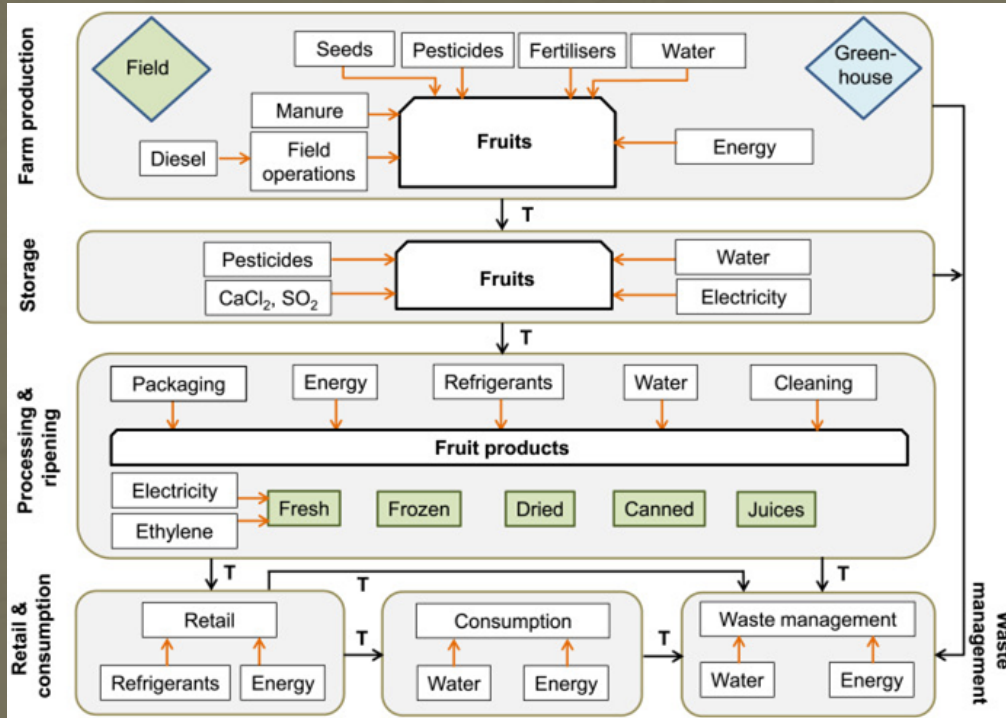 Farm production
Field
Seeds
Pesticides
Fertilisers
Water
Green-
house
Manure
Fruits
Diesel
Field
operations
Energy
T
Storage
Pesticides
Fruits
Water
CaCl₂, SO₂
Electricity
T
Processing &
ripening
Packaging
Energy
Refrigerants
Water
Cleaning
Fruit products
Electricity
Ethylene
Fresh
Frozen
Dried
Canned
Juices
T
T
T
Retail &
consumption
Retail
Refrigerants
Energy
T
Consumption
Water
Energy
T
Waste management
Water
Energy
Waste
management